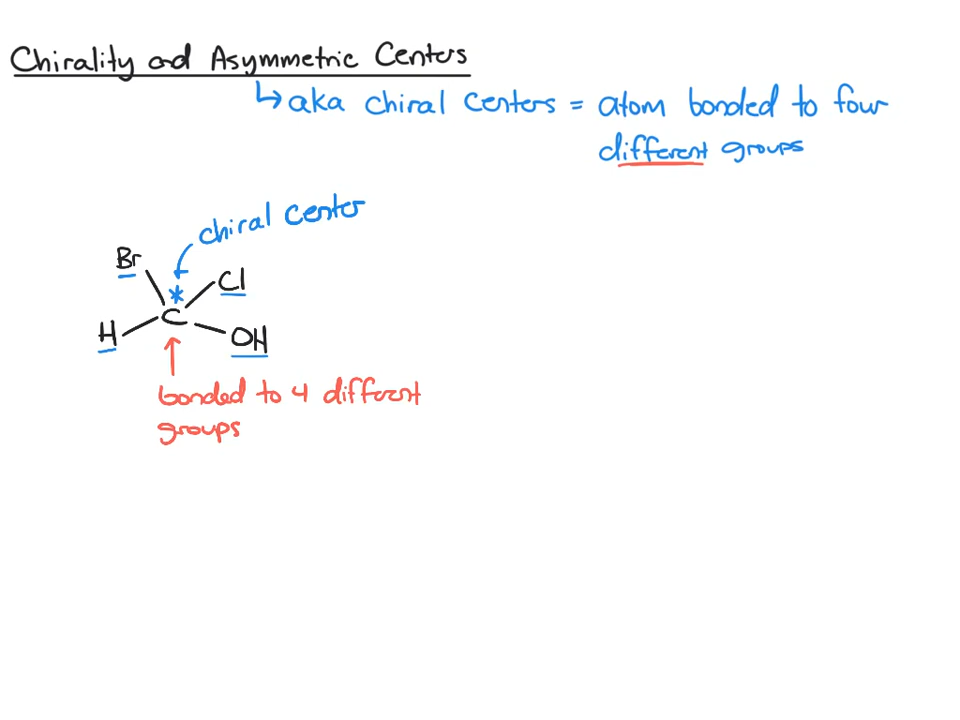 Chirality and Asymmetric Centers
↳ aka chiral centers = atom bonded to four
different groups
chiral center
Br
Cl
*
H
C
OH
bonded to 4 different
groups